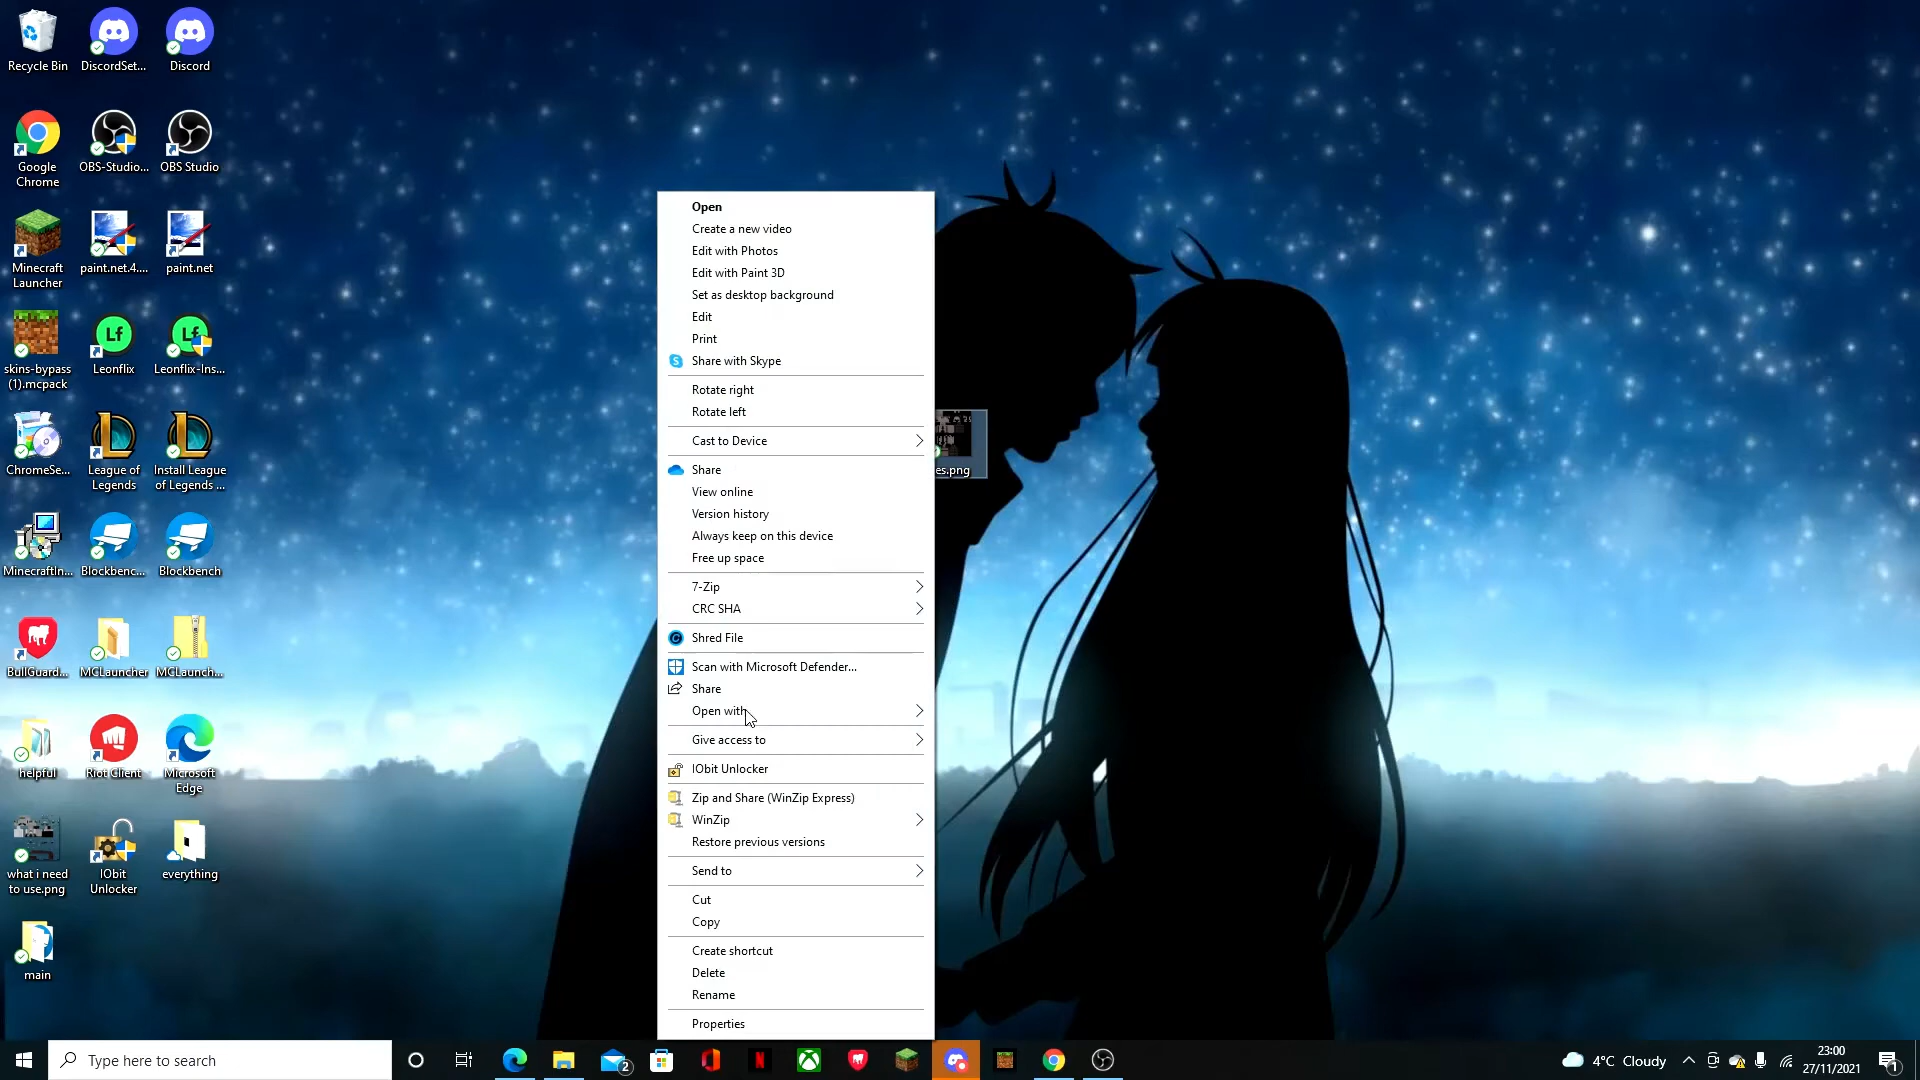 Recycle Bin
DiscordSet...
Discord
Google
Chrome
OBS-Studio...
OBS Studio
Minecraft
Launcher
paint.net.4....
paint.net
skins-bypass
(1).mcpack
Leonflix
Leonflix-Ins...
ChromeSe...
League of
Legends
Install League
of Legends ...
MinecraftIn...
Blockbenc...
Blockbench
BullGuard...
MCLauncher
MCLaunch...
helpful
Riot Client
Microsoft
Edge
what i need
to use.png
IObit
Unlocker
everything
main
Open
Create a new video
Edit with Photos
Edit with Paint 3D
Set as desktop background
Edit
Print
Share with Skype
Rotate right
Rotate left
Cast to Device
Share
View online
Version history
Always keep on this device
Free up space
7-Zip
CRC SHA
Shred File
Scan with Microsoft Defender...
Share
Open with
Give access to
IObit Unlocker
Zip and Share (WinZip Express)
WinZip
Restore previous versions
Send to
Cut
Copy
Create shortcut
Delete
Rename
Properties
es.png
Type here to search
2
4°C Cloudy
23:00
27/11/2021
1